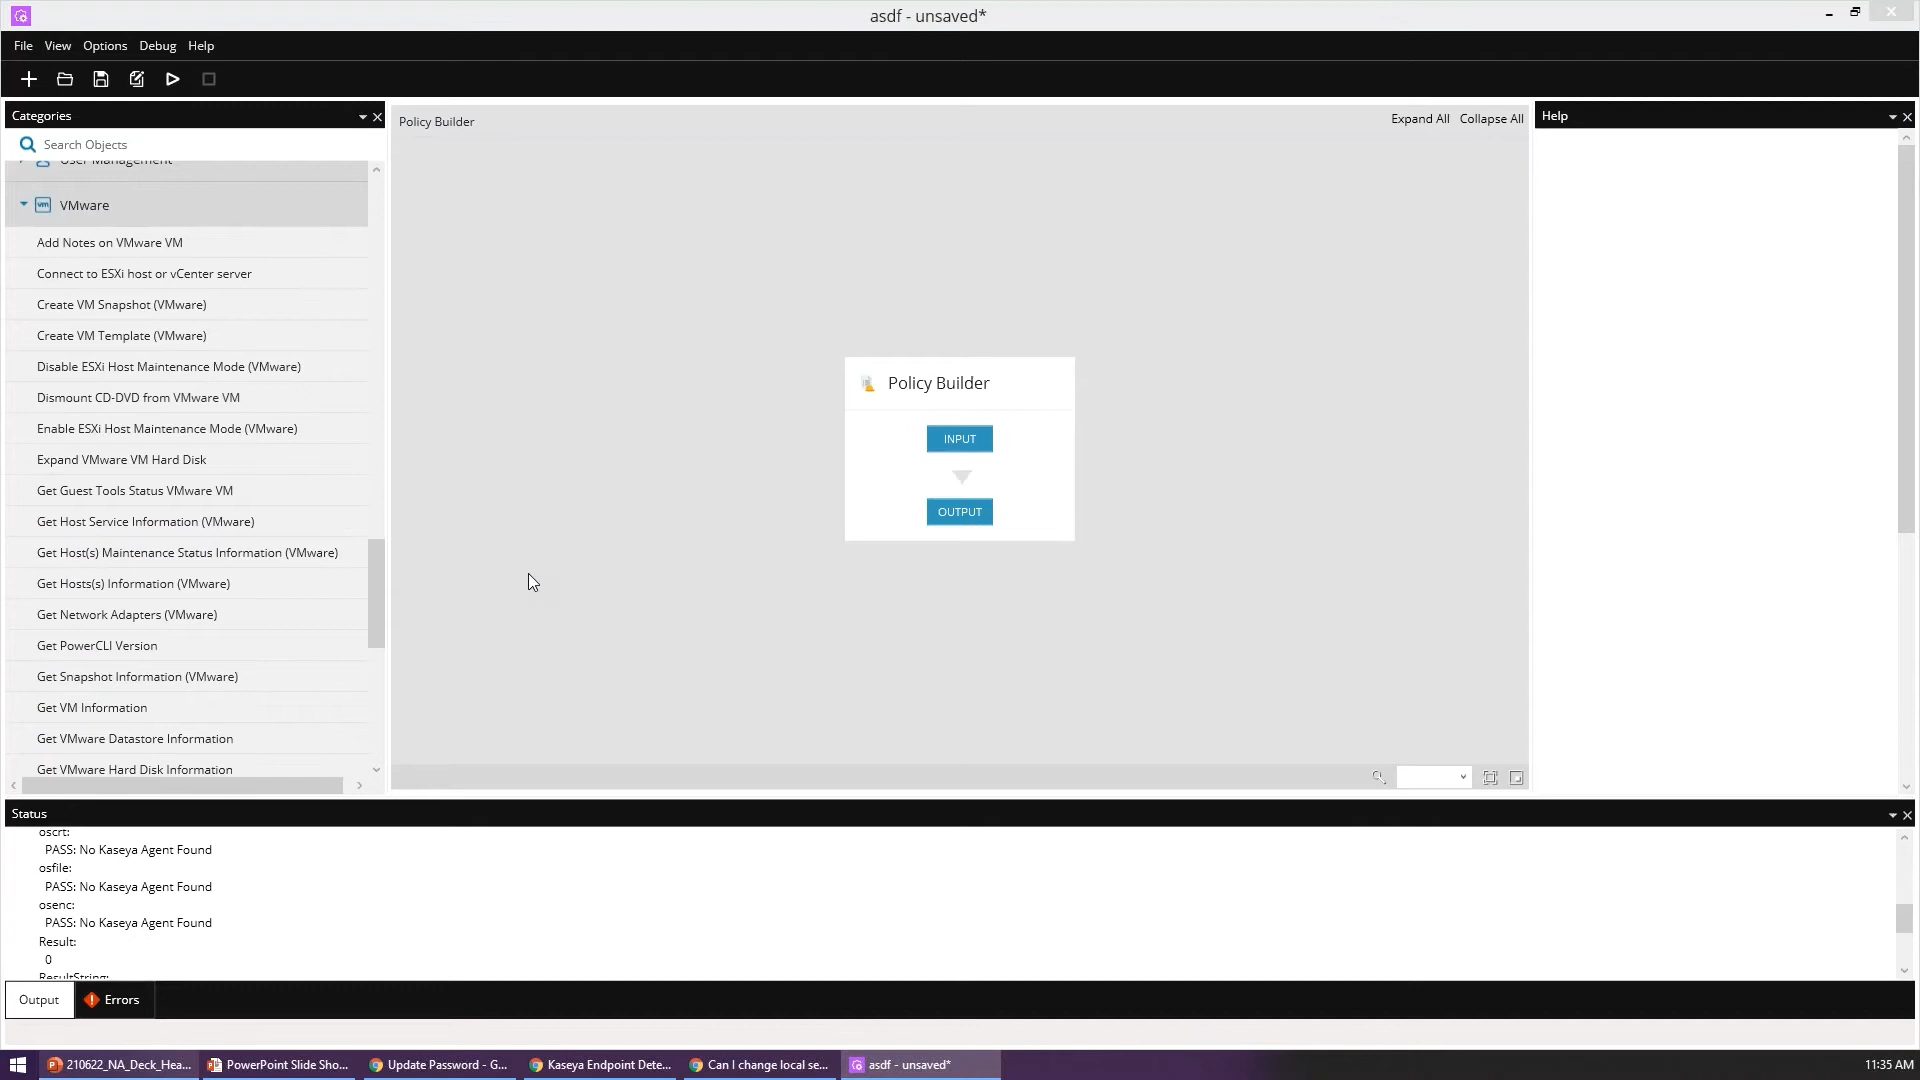 asdf - unsaved*
File View Options Debug Help
Categories
Search Objects
User Management
vm VMware
Add Notes on VMware VM
Connect to ESXi host or vCenter server
Create VM Snapshot (VMware)
Create VM Template (VMware)
Disable ESXi Host Maintenance Mode (VMware)
Dismount CD-DVD from VMware VM
Enable ESXi Host Maintenance Mode (VMware)
Expand VMware VM Hard Disk
Get Guest Tools Status VMware VM
Get Host Service Information (VMware)
Get Host(s) Maintenance Status Information (VMware)
Get Hosts(s) Information (VMware)
Get Network Adapters (VMware)
Get PowerCLI Version
Get Snapshot Information (VMware)
Get VM Information
Get VMware Datastore Information
Get VMware Hard Disk Information
Policy Builder
Expand All Collapse All
Policy Builder
INPUT
OUTPUT
Help
Status
oscrt:
PASS: No Kaseya Agent Found
osfile:
PASS: No Kaseya Agent Found
osenc:
PASS: No Kaseya Agent Found
Result:
0
ResultString:
Output Errors
210622_NA_Deck_Hea... PowerPoint Slide Sho... Update Password - G... Kaseya Endpoint Dete... Can I change local se... asdf - unsaved* 11:35 AM